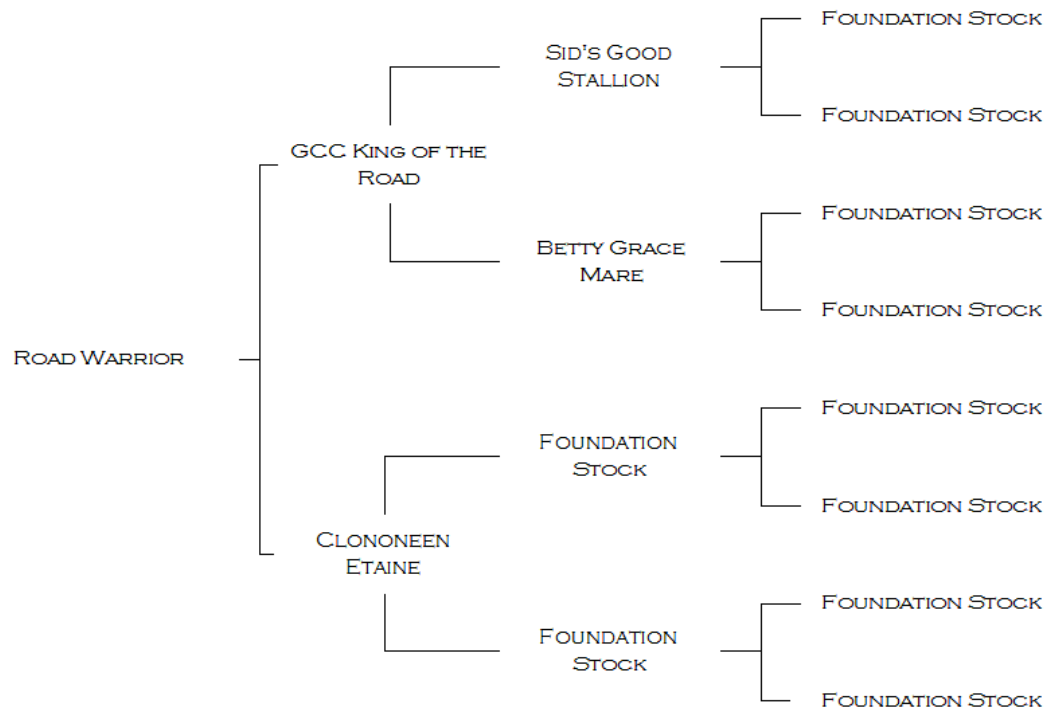 Foundation Stock
Sid's Good
Stallion
Foundation Stock
GCC King of the
Road
Foundation Stock
Betty Grace
Mare
Foundation Stock
Road Warrior
Foundation Stock
Foundation
Stock
Foundation Stock
Clononeen
Etaine
Foundation Stock
Foundation
Stock
Foundation Stock